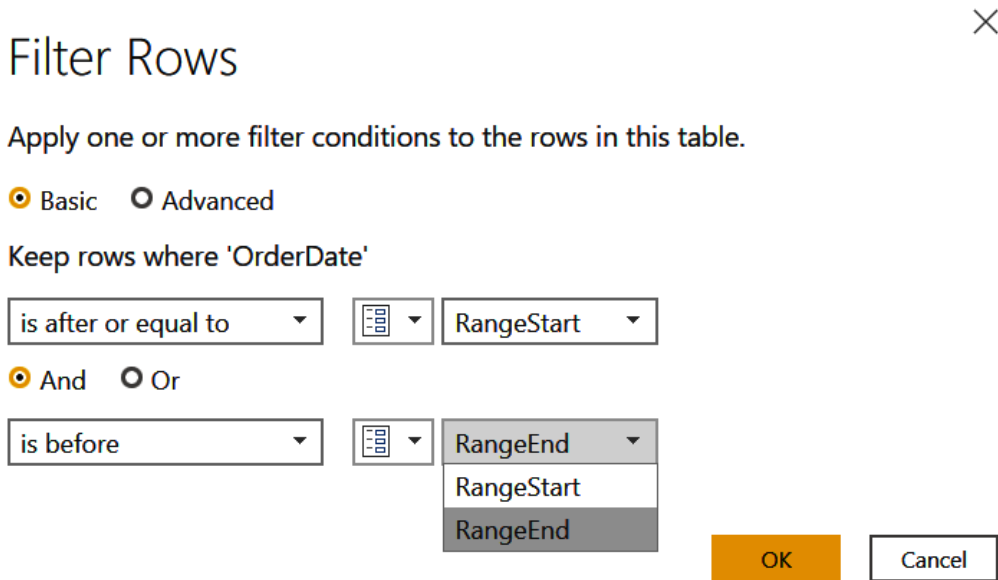 Filter Rows
Apply one or more filter conditions to the rows in this table.
Basic Advanced
Keep rows where 'OrderDate'
is after or equal to RangeStart
And Or
is before RangeEnd
RangeStart
RangeEnd
OK Cancel